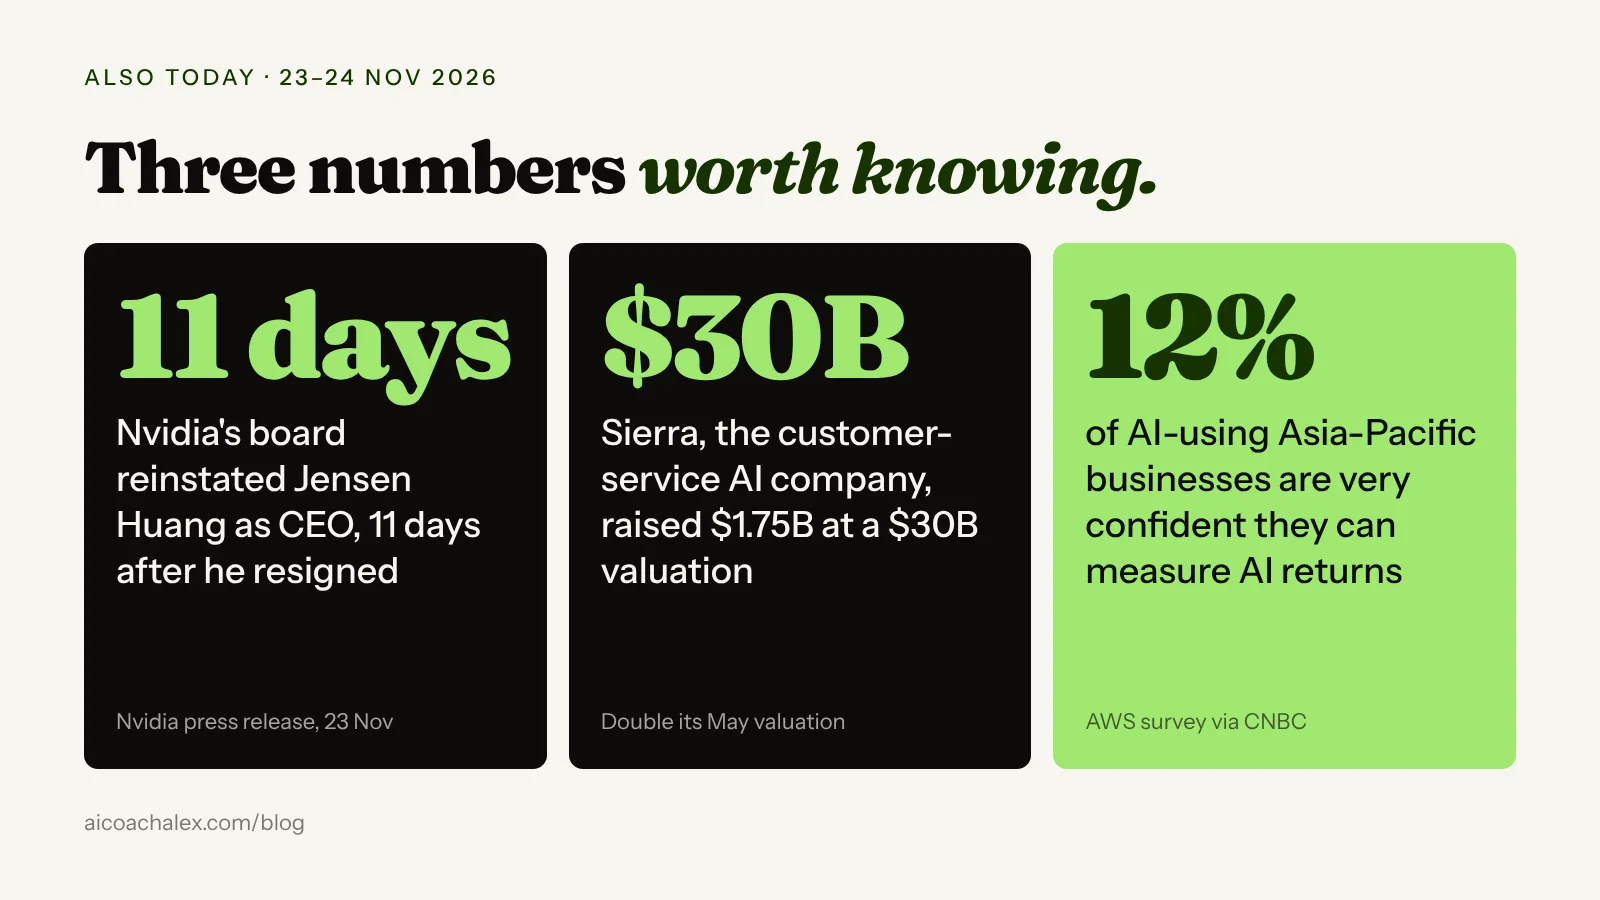 ALSO TODAY · 23–24 NOV 2026
Three numbers worth knowing.
11 days
Nvidia's board
reinstated Jensen
Huang as CEO, 11 days
after he resigned
Nvidia press release, 23 Nov
$30B
Sierra, the customer-
service AI company,
raised $1.75B at a $30B
valuation
Double its May valuation
12%
of AI-using Asia-Pacific
businesses are very
confident they can
measure AI returns
AWS survey via CNBC
aicoachalex.com/blog